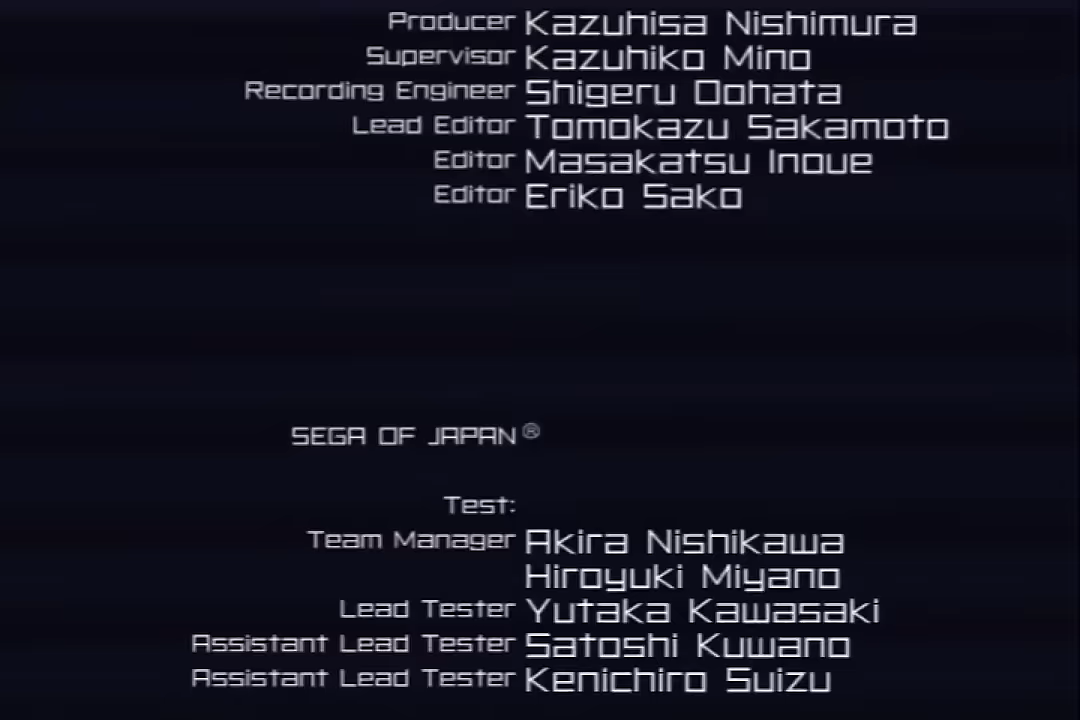 Producer Kazuhisa Nishimura
Supervisor Kazuhiko Mino
Recording Engineer Shigeru Oohata
Lead Editor Tomokazu Sakamoto
Editor Masakatsu Inoue
Editor Eriko Sako
SEGA OF JAPAN®
Test:
Team Manager Akira Nishikawa
Hiroyuki Miyano
Lead Tester Yutaka Kawasaki
Assistant Lead Tester Satoshi Kuwano
Assistant Lead Tester Kenichiro Suizu